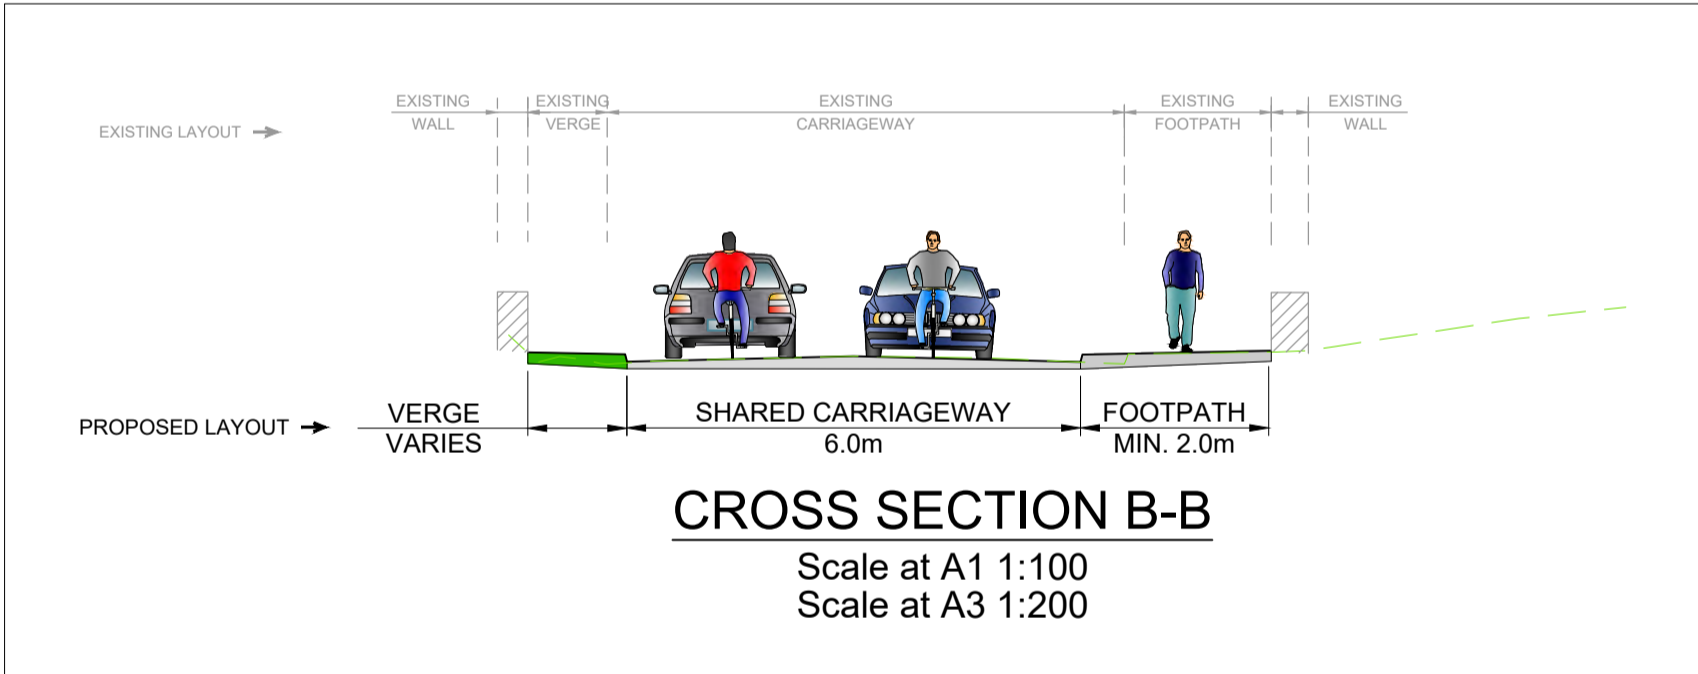 EXISTING LAYOUT
EXISTING
WALL
EXISTING
VERGE
EXISTING
CARRIAGEWAY
EXISTING
FOOTPATH
EXISTING
WALL
PROPOSED LAYOUT
VERGE
VARIES
SHARED CARRIAGEWAY
6.0m
FOOTPATH
MIN. 2.0m
CROSS SECTION B-B
Scale at A1 1:100
Scale at A3 1:200